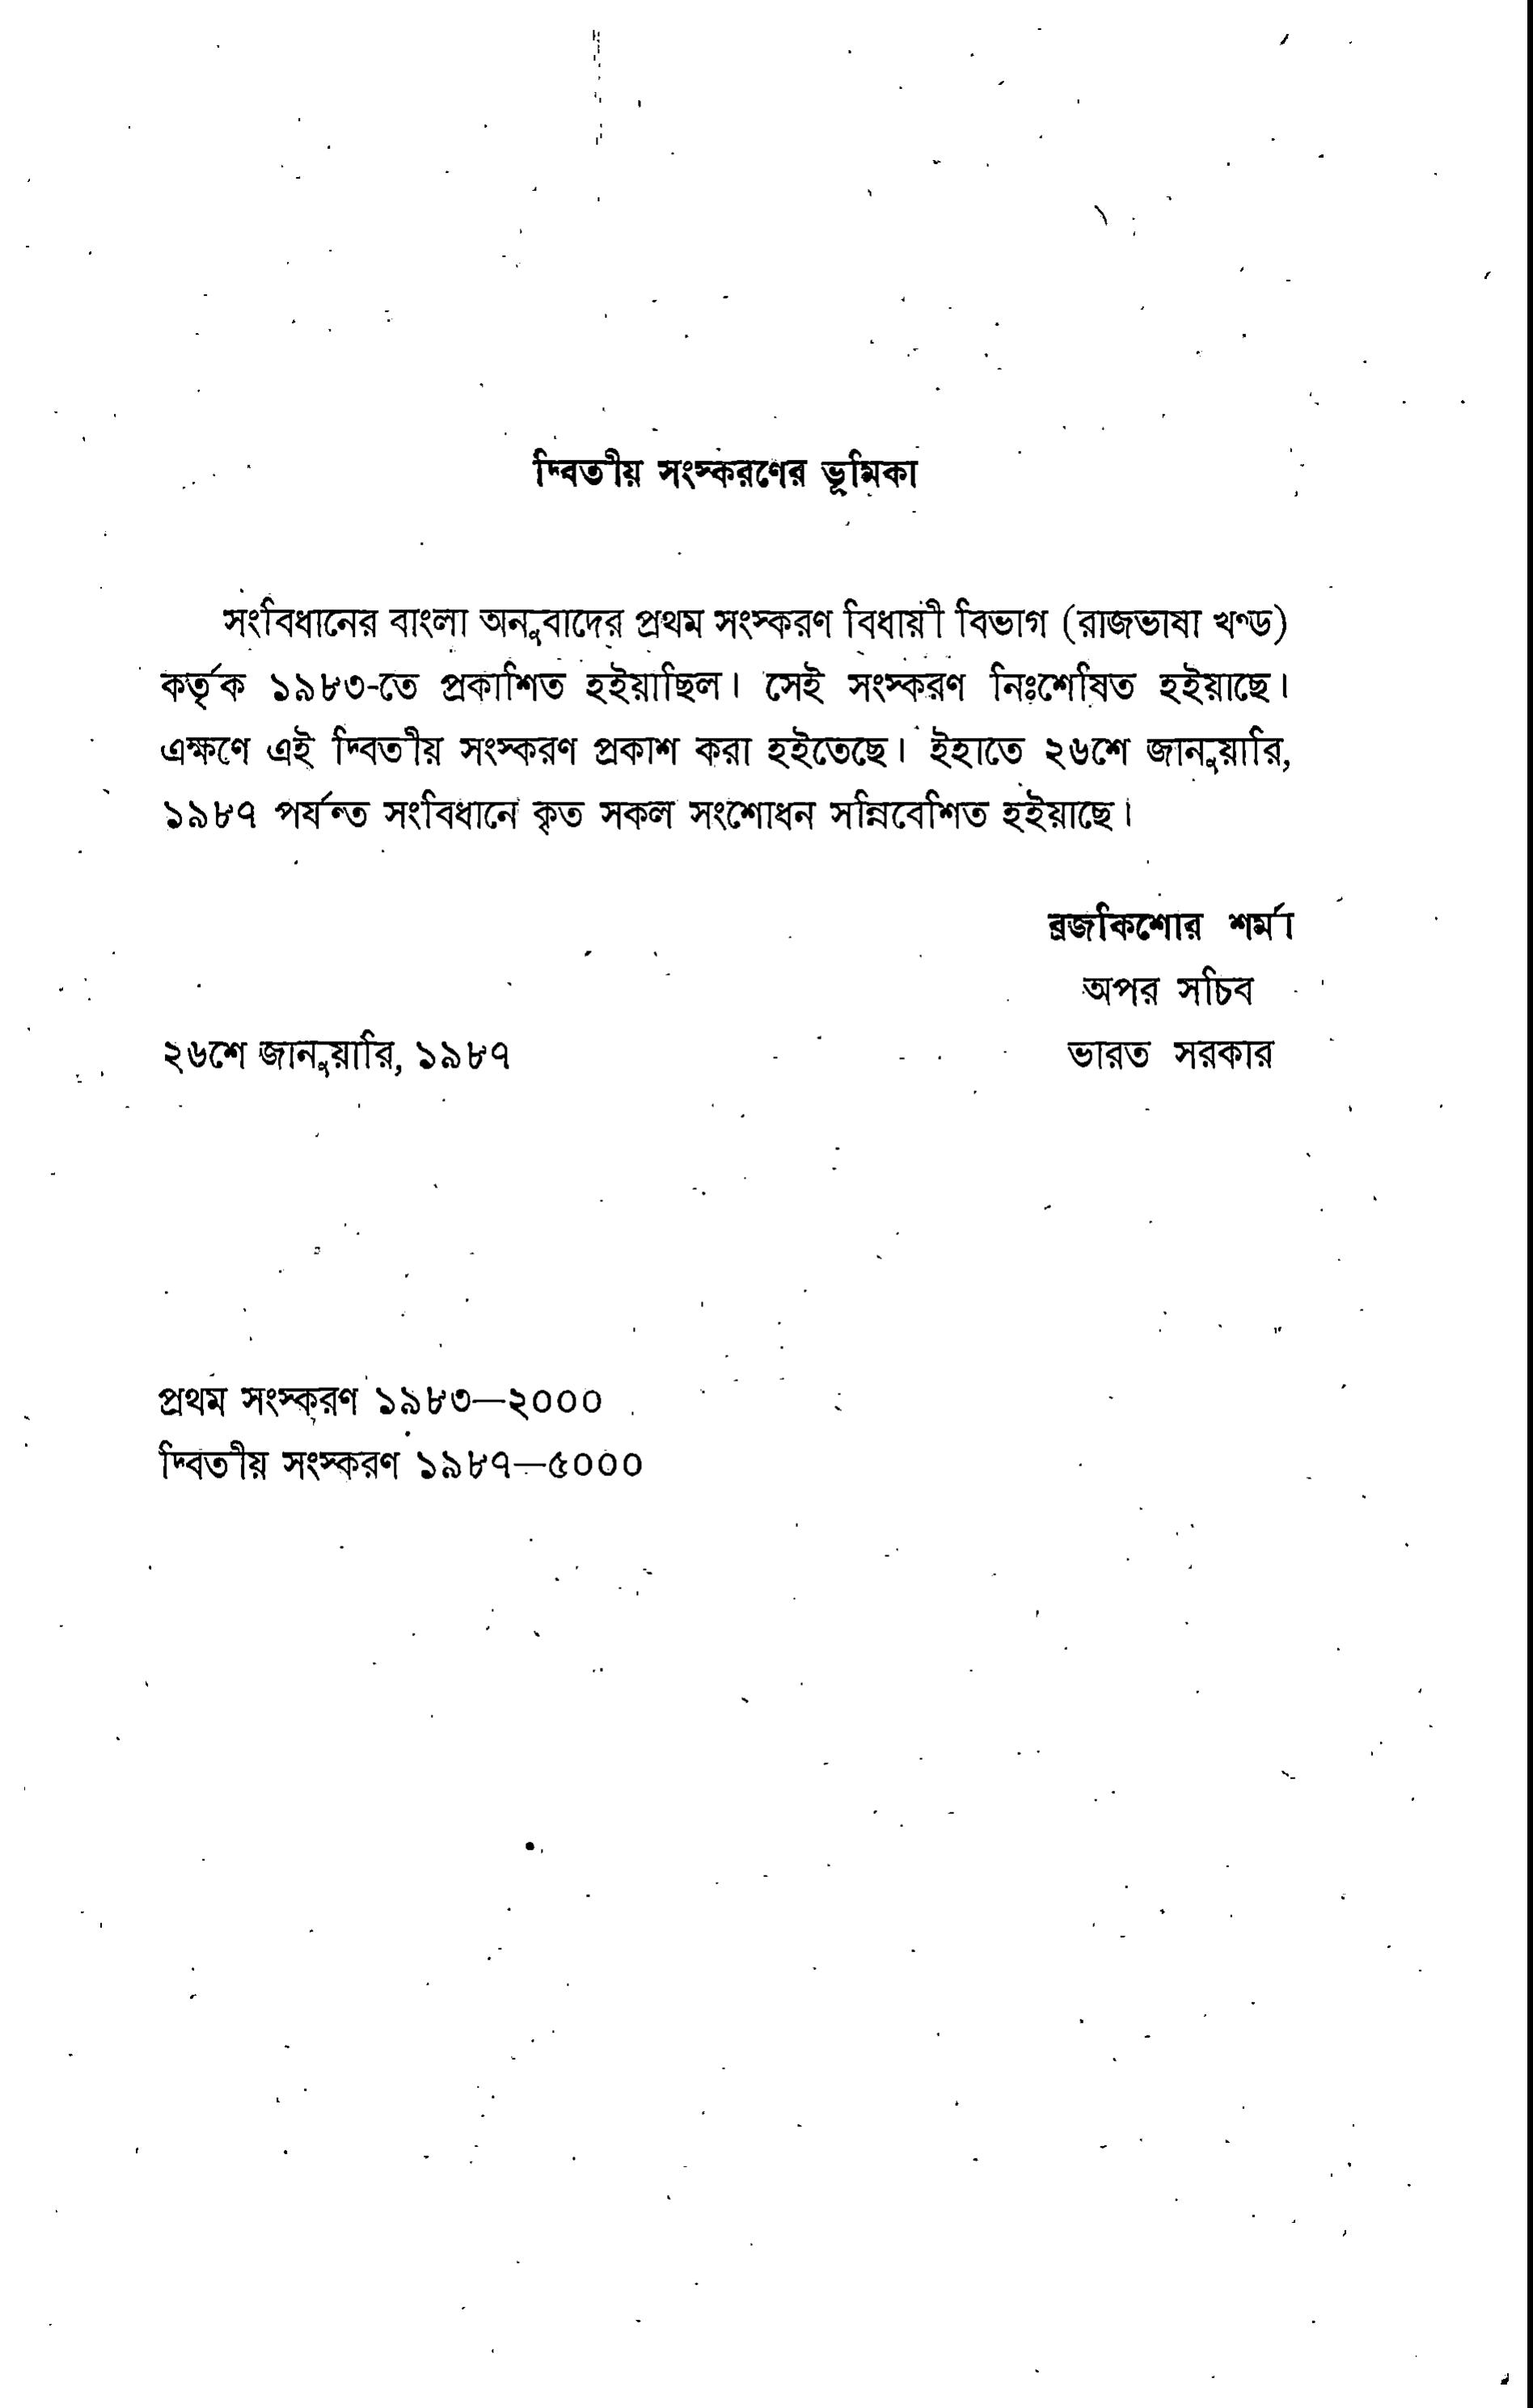 দ্বিতীয় সংস্করণের ভূমিকা
সংবিধানের বাংলা অনুবাদের প্রথম সংস্করণ বিধায়ী বিভাগ (রাজভাষা খণ্ড)
কর্তৃক ১৯৮৩-তে প্রকাশিত হইয়াছিল। সেই সংস্করণ নিঃশেষিত হইয়াছে।
এক্ষণে এই দ্বিতীয় সংস্করণ প্রকাশ করা হইতেছে। ইহাতে ২৬শে জানুয়ারি,
১৯৮৭ পর্যন্ত সংবিধানে কৃত সকল সংশোধন সন্নিবেশিত হইয়াছে।
ব্রজকিশোর শর্মা
অপর সচিব
২৬শে জানুয়ারি, ১৯৮৭ ভারত সরকার
প্রথম সংস্করণ ১৯৮৩—২০০০
দ্বিতীয় সংস্করণ ১৯৮৭—৫০০০